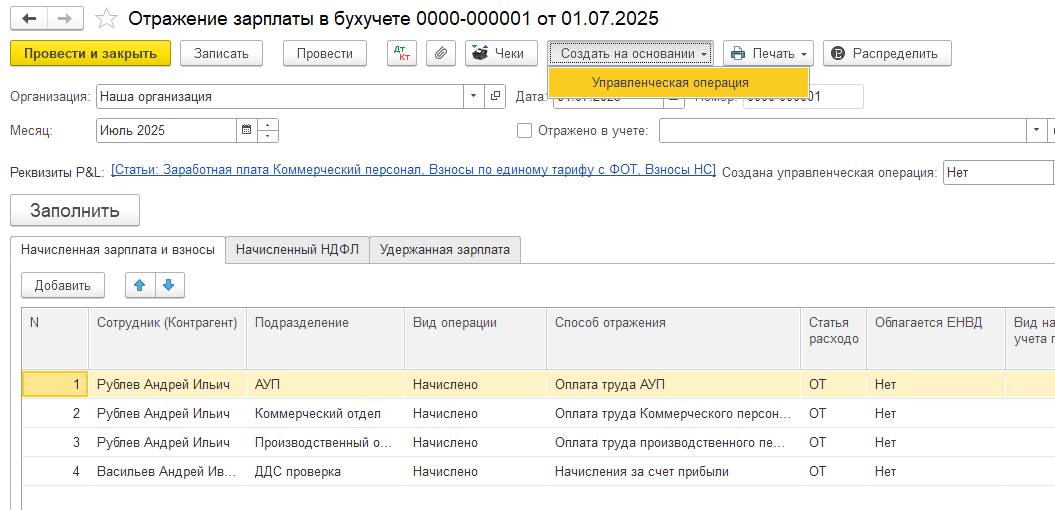 Отражение зарплаты в бухучете 0000-000001 от 01.07.2025
Провести и закрыть Записать Провести Дт Кт Чеки Создать на основании Печать Распределить
Управленческая операция
Организация: Наша организация Дата: 01.07.2025 Номер: 0000-000001
Месяц: Июль 2025 Отражено в учете:
Реквизиты P&L: [Статьи: Заработная плата Коммерческий персонал, Взносы по единому тарифу с ФОТ, Взносы НС] Создана управленческая операция: Нет
Заполнить
Начисленная зарплата и взносы Начисленный НДФЛ Удержанная зарплата
Добавить
N Сотрудник (Контрагент) Подразделение Вид операции Способ отражения Статья расходо Облагается ЕНВД Вид на учета г
1 Рублев Андрей Ильич АУП Начислено Оплата труда АУП ОТ Нет
2 Рублев Андрей Ильич Коммерческий отдел Начислено Оплата труда Коммерческого персон... ОТ Нет
3 Рублев Андрей Ильич Производственный о... Начислено Оплата труда производственного пе... ОТ Нет
4 Васильев Андрей Ив... ДДС проверка Начислено Начисления за счет прибыли ОТ Нет